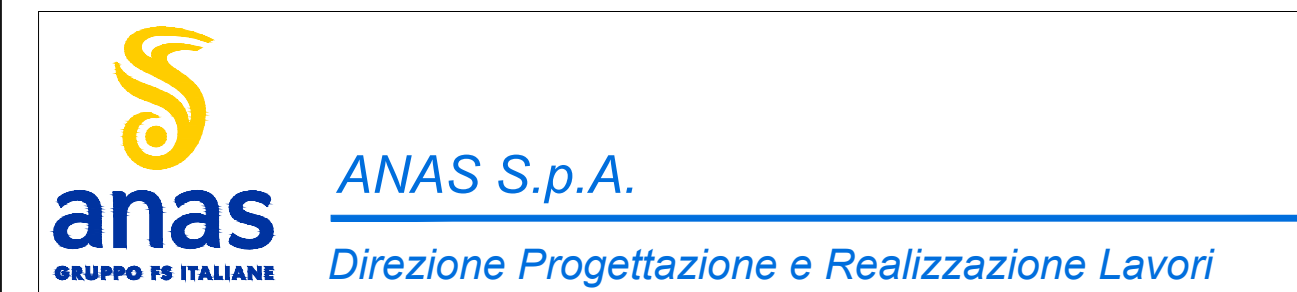 anas
GRUPPO FS ITALIANE
ANAS S.p.A.
Direzione Progettazione e Realizzazione Lavori